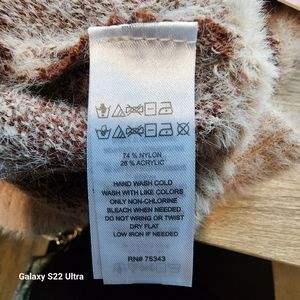 74 % NYLON
26 % ACRYLIC
HAND WASH COLD
WASH WITH LIKE COLORS
ONLY NON-CHLORINE
BLEACH WHEN NEEDED
DO NOT WRING OR TWIST
DRY FLAT
LOW IRON IF NEEDED
RN# 75343
Galaxy S22 Ultra